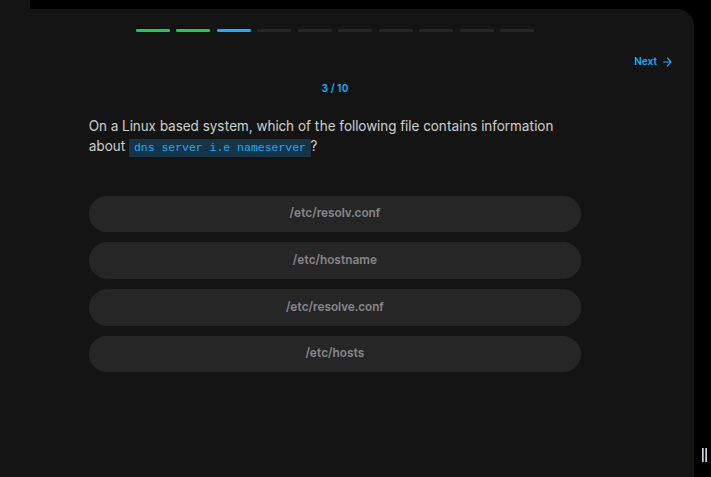 Next →
3 / 10
On a Linux based system, which of the following file contains information
about dns server i.e nameserver?
/etc/resolv.conf
/etc/hostname
/etc/resolve.conf
/etc/hosts